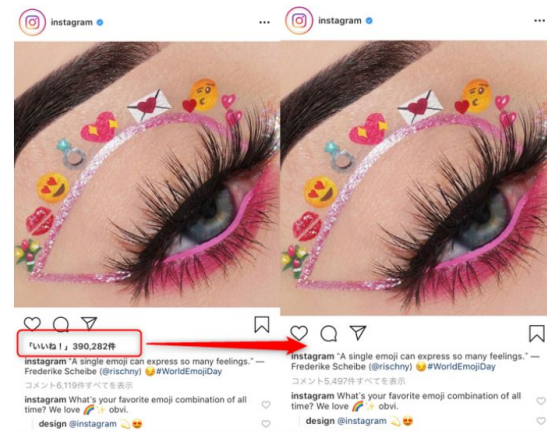 instagram
「いいね！」390,282件
instagram “A single emoji can express so many feelings.” —
Frederike Scheibe (@rischny) 😏#WorldEmojiDay
コメント6,119件すべてを表示
instagram What's your favorite emoji combination of all
time? We love 🌈✨ obvi.
design @instagram 💫😍
instagram
instagram “A single emoji can express so many feelings.” —
Frederike Scheibe (@rischny) 😏#WorldEmojiDay
コメント5,497件すべてを表示
instagram What's your favorite emoji combination of all
time? We love 🌈✨ obvi.
design @instagram 💫😍